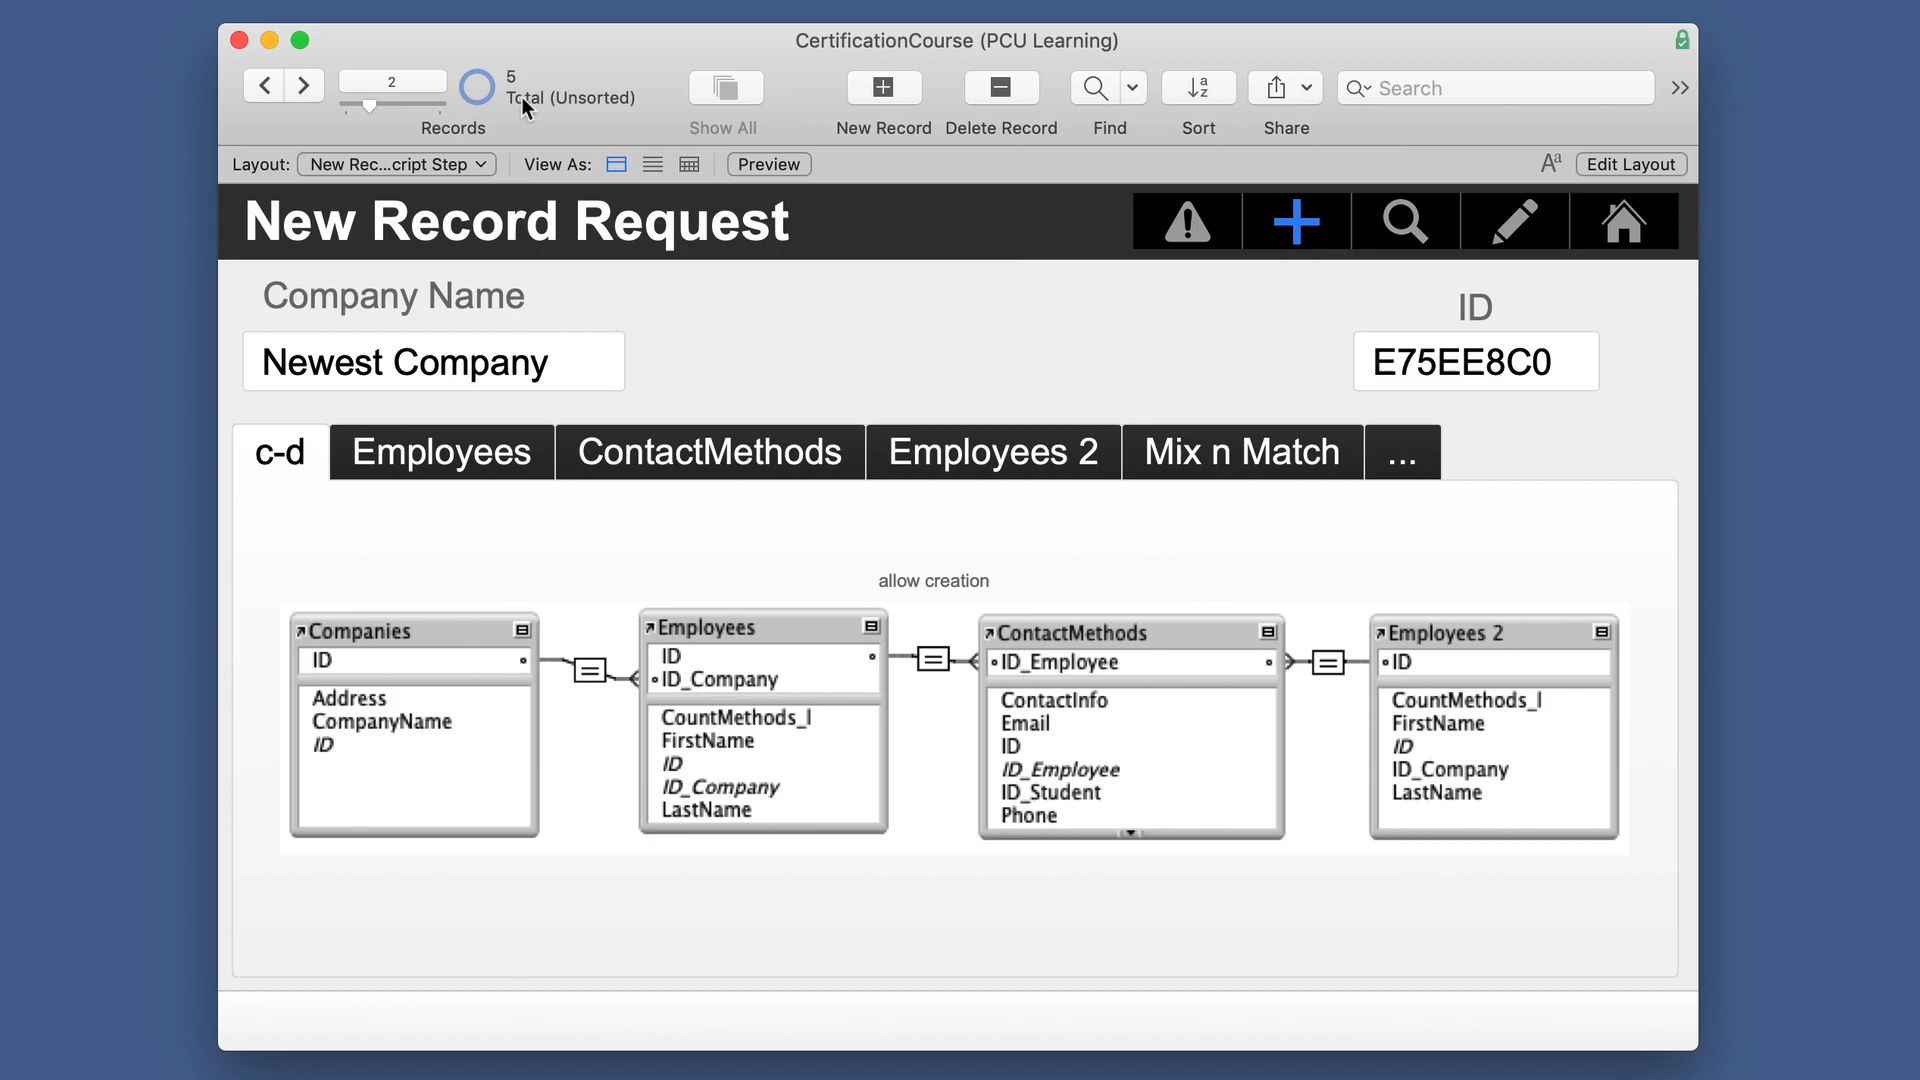 CertificationCourse (PCU Learning)
2
5
Total (Unsorted)
Search
Records
Show All
New Record
Delete Record
Find
Sort
Share
Layout: New Rec...cript Step
View As:
Preview
Aa
Edit Layout
New Record Request
Company Name
ID
Newest Company
E75EE8C0
c-d
Employees
ContactMethods
Employees 2
Mix n Match
...
allow creation
Companies
ID
Address
CompanyName
ID
Employees
ID
ID_Company
CountMethods_I
FirstName
ID
ID_Company
LastName
ContactMethods
ID_Employee
ContactInfo
Email
ID
ID_Employee
ID_Student
Phone
Employees 2
ID
CountMethods_I
FirstName
ID
ID_Company
LastName